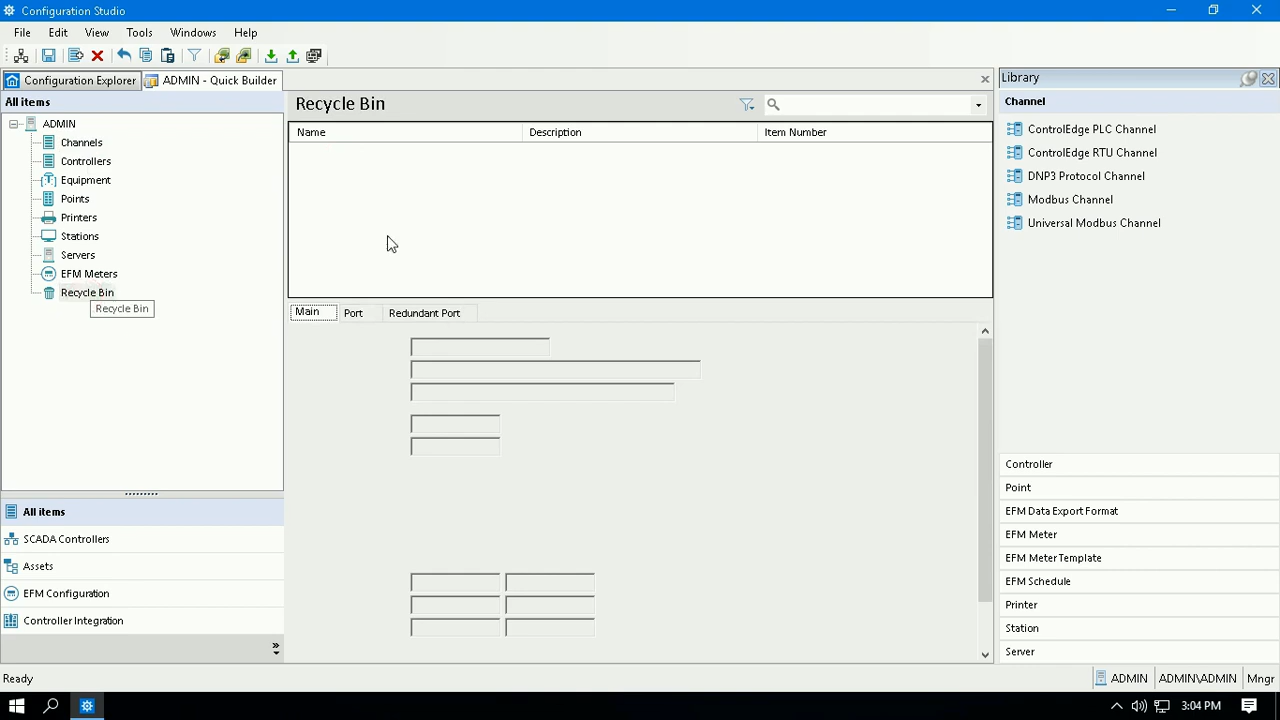 Configuration Studio
File Edit View Tools Windows Help
Configuration Explorer ADMIN - Quick Builder
All items
ADMIN
Channels
Controllers
Equipment
Points
Printers
Stations
Servers
EFM Meters
Recycle Bin
Recycle Bin
All items
SCADA Controllers
Assets
EFM Configuration
Controller Integration
Recycle Bin
Name Description Item Number
Main Port Redundant Port
Library
Channel
ControlEdge PLC Channel
ControlEdge RTU Channel
DNP3 Protocol Channel
Modbus Channel
Universal Modbus Channel
Controller
Point
EFM Data Export Format
EFM Meter
EFM Meter Template
EFM Schedule
Printer
Station
Server
Ready ADMIN ADMIN\ADMIN Mngr
3:04 PM